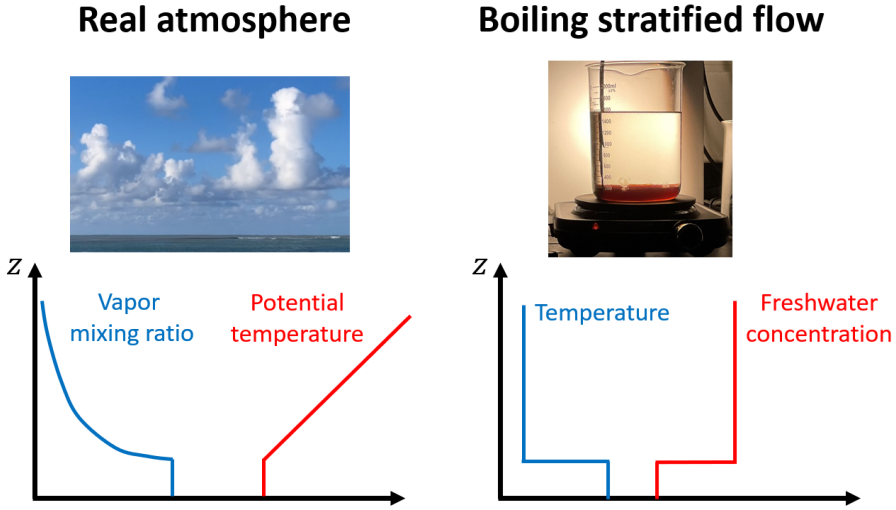 Real atmosphere
Boiling stratified flow
z
Vapor
mixing ratio
Potential
temperature
z
Temperature
Freshwater
concentration